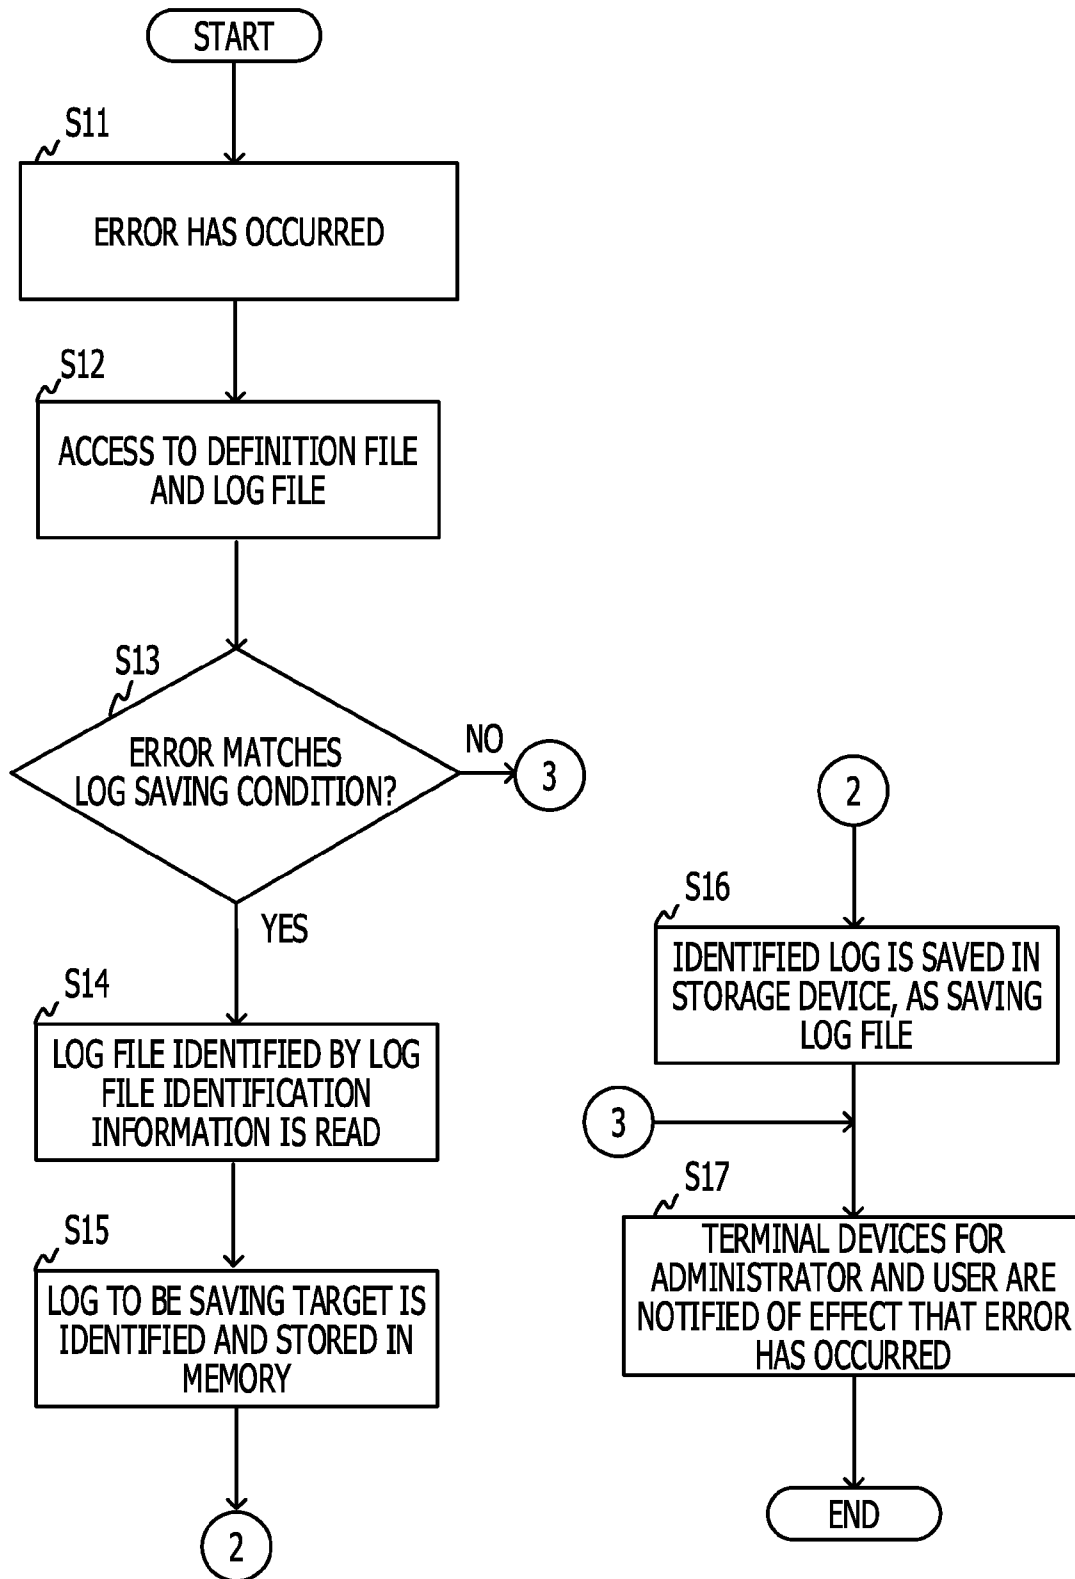 START
S11
ERROR HAS OCCURRED
S12
ACCESS TO DEFINITION FILE
AND LOG FILE
S13
ERROR MATCHES
LOG SAVING CONDITION?
NO
3
YES
S14
LOG FILE IDENTIFIED BY LOG
FILE IDENTIFICATION
INFORMATION IS READ
S15
LOG TO BE SAVING TARGET IS
IDENTIFIED AND STORED IN
MEMORY
2
2
S16
IDENTIFIED LOG IS SAVED IN
STORAGE DEVICE, AS SAVING
LOG FILE
3
S17
TERMINAL DEVICES FOR
ADMINISTRATOR AND USER ARE
NOTIFIED OF EFFECT THAT ERROR
HAS OCCURRED
END